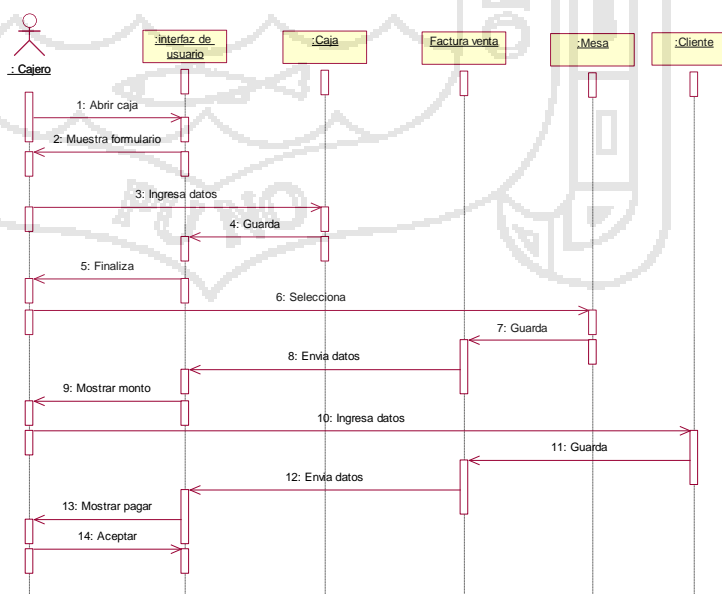 : Cajero
:interfaz de
usuario
:Caja
Factura venta
:Mesa
:Cliente
1: Abrir caja
2: Muestra formulario
3: Ingresa datos
4: Guarda
5: Finaliza
6: Selecciona
7: Guarda
8: Envia datos
9: Mostrar monto
10: Ingresa datos
11: Guarda
12: Envia datos
13: Mostrar pagar
14: Aceptar